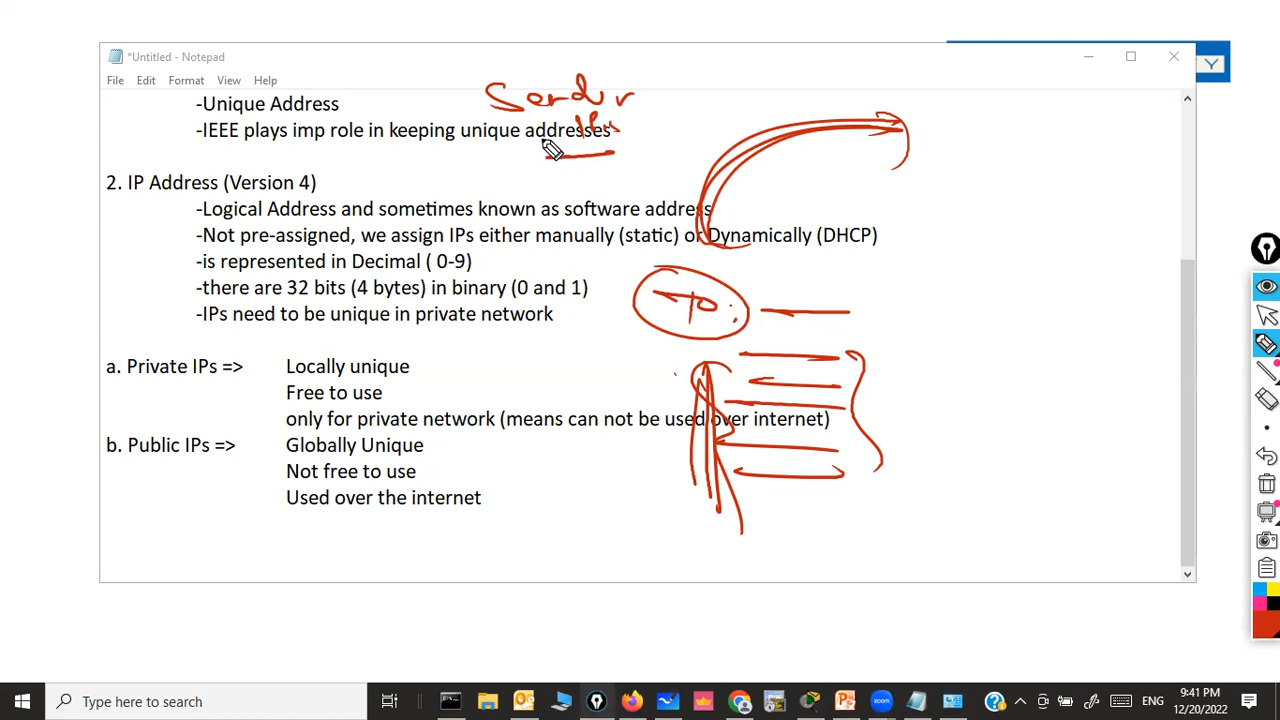 *Untitled - Notepad
File Edit Format View Help
-Unique Address
-IEEE plays imp role in keeping unique addresses
2. IP Address (Version 4)
-Logical Address and sometimes known as software address
-Not pre-assigned, we assign IPs either manually (static) or Dynamically (DHCP)
-is represented in Decimal ( 0-9)
-there are 32 bits (4 bytes) in binary (0 and 1)
-IPs need to be unique in private network
a. Private IPs => Locally unique
Free to use
only for private network (means can not be used over internet)
b. Public IPs => Globally Unique
Not free to use
Used over the internet
Type here to search
ENG
9:41 PM
12/20/2022